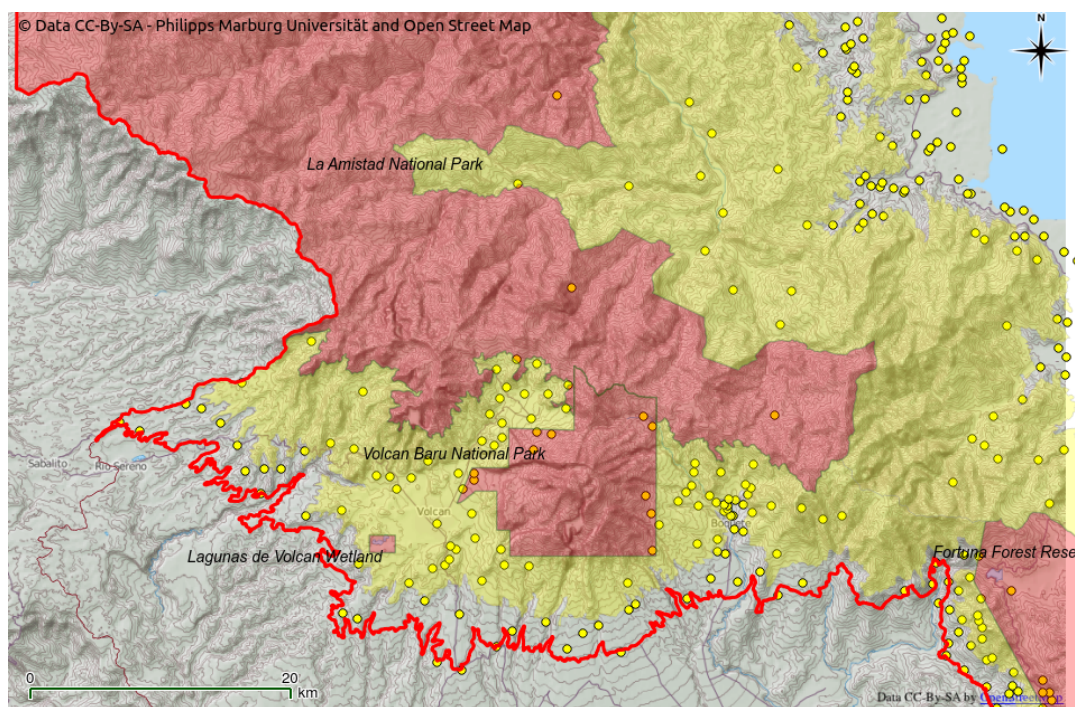 © Data CC-By-SA - Philipps Marburg Universität and Open Street Map
N
La Amistad National Park
Volcan Baru National Park
Sabalito
Rio Sereno
Volcan
Boquete
Lagunas de Volcan Wetland
Fortuna Forest Rese
0
20
km
Data CC-By-SA by OpenStreetMap